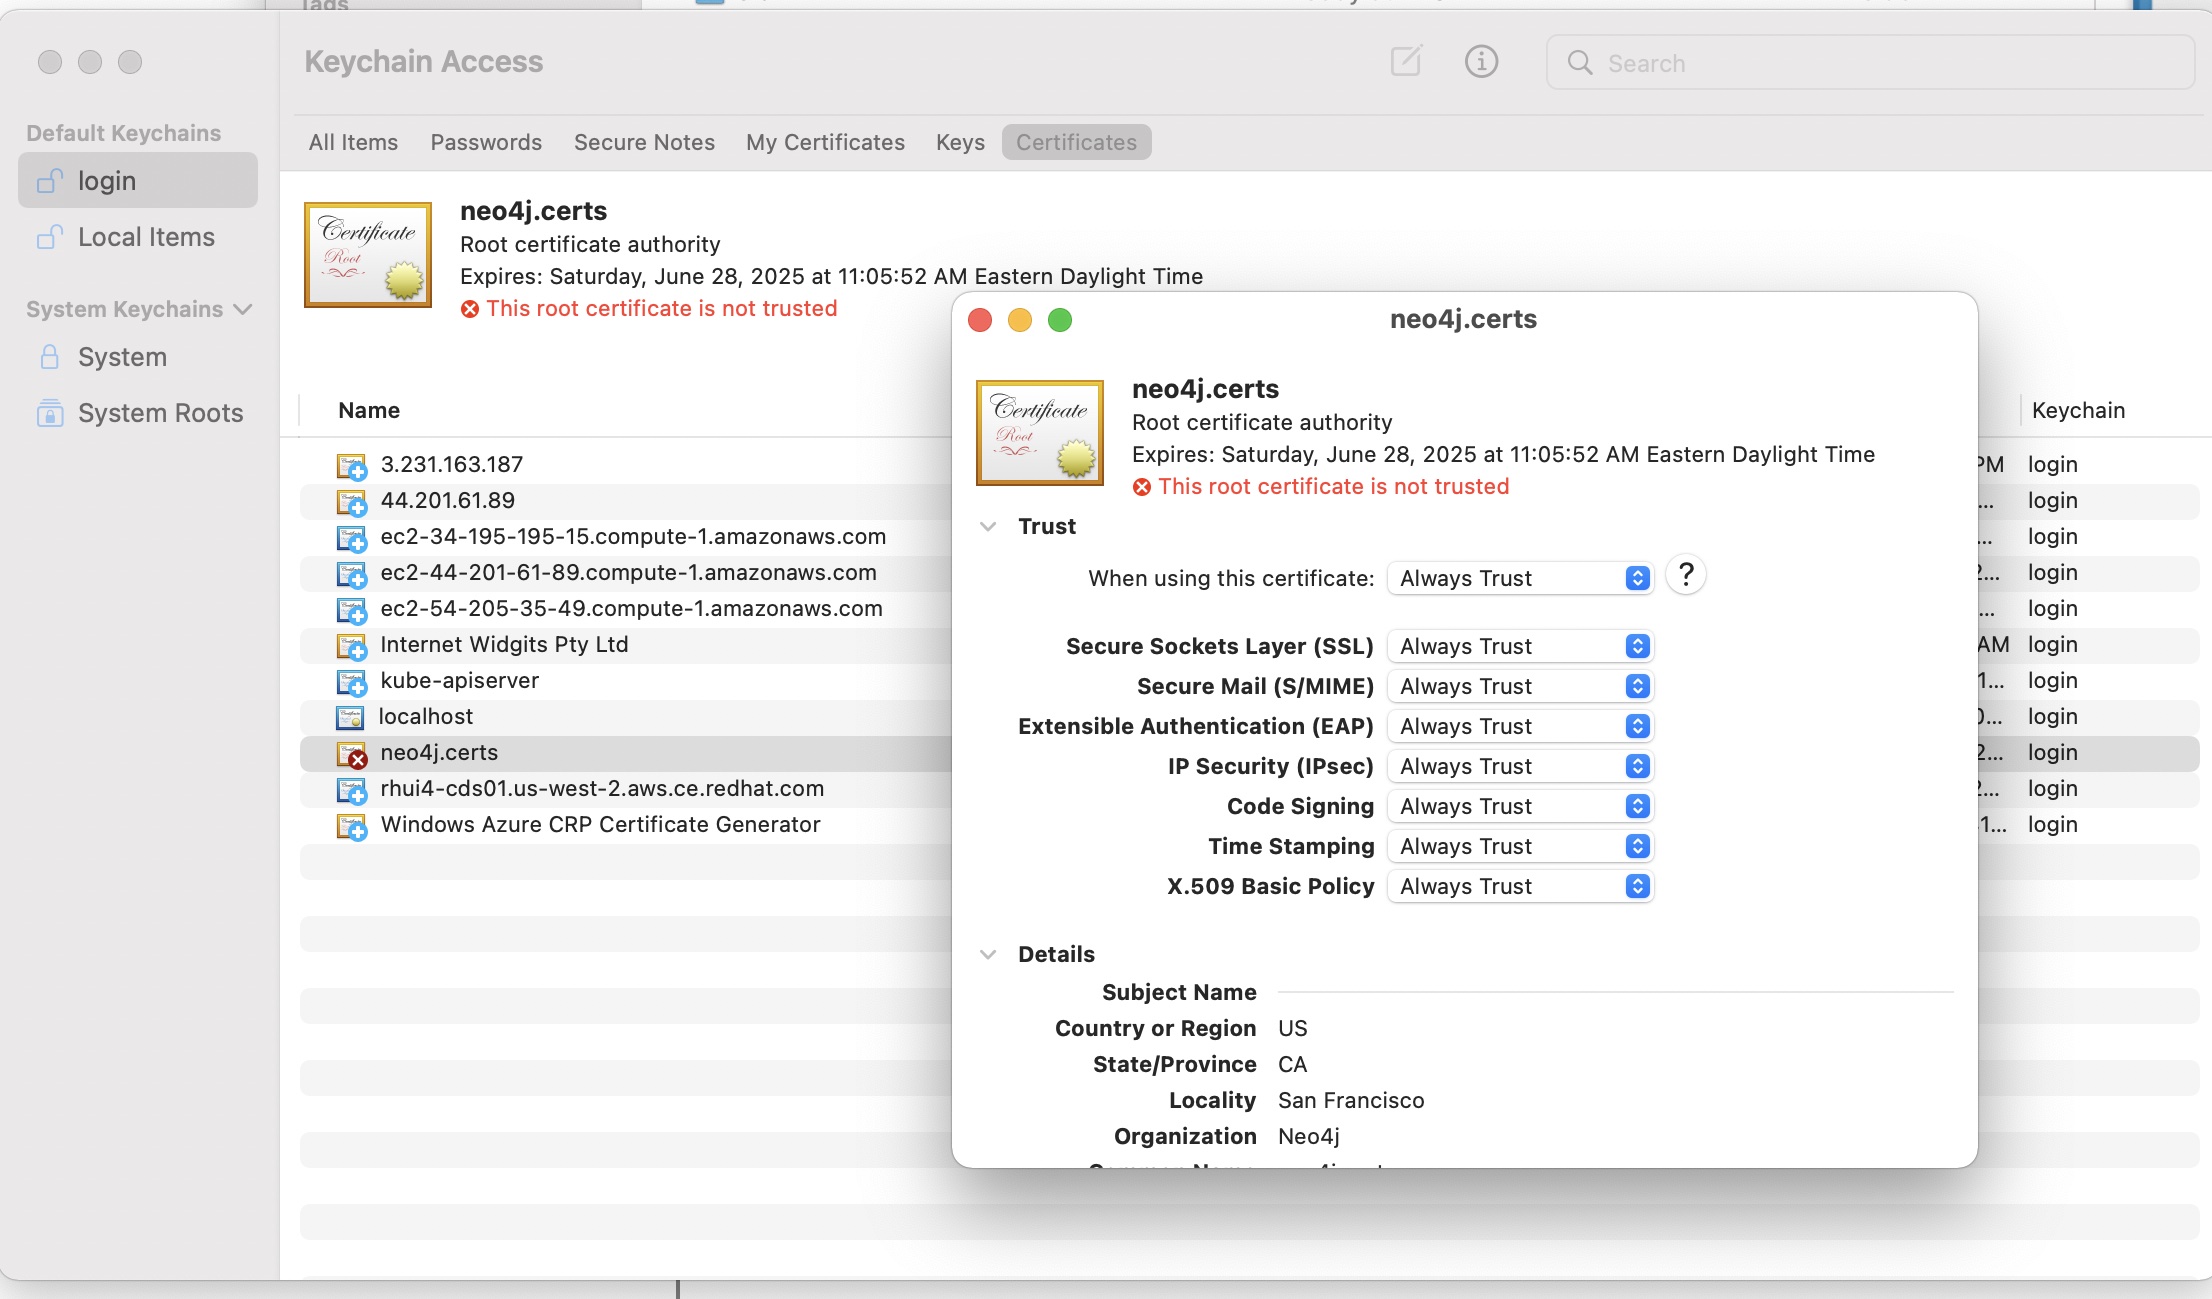 Tags
Keychain Access
Search
Default Keychains
login
Local Items
System Keychains
System
System Roots
All Items
Passwords
Secure Notes
My Certificates
Keys
Certificates
Certificate
Root
neo4j.certs
Root certificate authority
Expires: Saturday, June 28, 2025 at 11:05:52 AM Eastern Daylight Time
This root certificate is not trusted
Name
Keychain
3.231.163.187
PM login
44.201.61.89
... login
ec2-34-195-195-15.compute-1.amazonaws.com
... login
ec2-44-201-61-89.compute-1.amazonaws.com
2... login
ec2-54-205-35-49.compute-1.amazonaws.com
... login
Internet Widgits Pty Ltd
AM login
kube-apiserver
1... login
localhost
0... login
neo4j.certs
2... login
rhui4-cds01.us-west-2.aws.ce.redhat.com
2... login
Windows Azure CRP Certificate Generator
1... login
neo4j.certs
Certificate
Root
neo4j.certs
Root certificate authority
Expires: Saturday, June 28, 2025 at 11:05:52 AM Eastern Daylight Time
This root certificate is not trusted
Trust
When using this certificate: Always Trust ?
Secure Sockets Layer (SSL) Always Trust
Secure Mail (S/MIME) Always Trust
Extensible Authentication (EAP) Always Trust
IP Security (IPsec) Always Trust
Code Signing Always Trust
Time Stamping Always Trust
X.509 Basic Policy Always Trust
Details
Subject Name
Country or Region US
State/Province CA
Locality San Francisco
Organization Neo4j